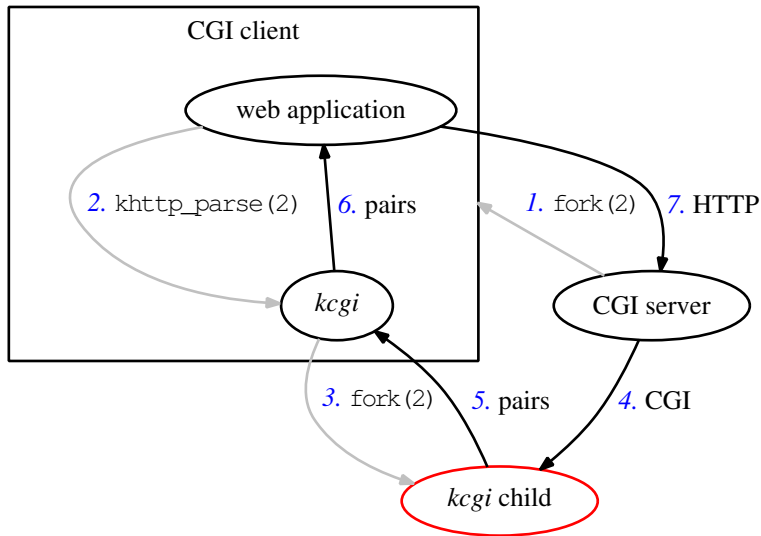 CGI client
web application
2. khttp_parse(2)
6. pairs
1. fork(2)
7. HTTP
kcgi
CGI server
3. fork(2)
5. pairs
4. CGI
kcgi child